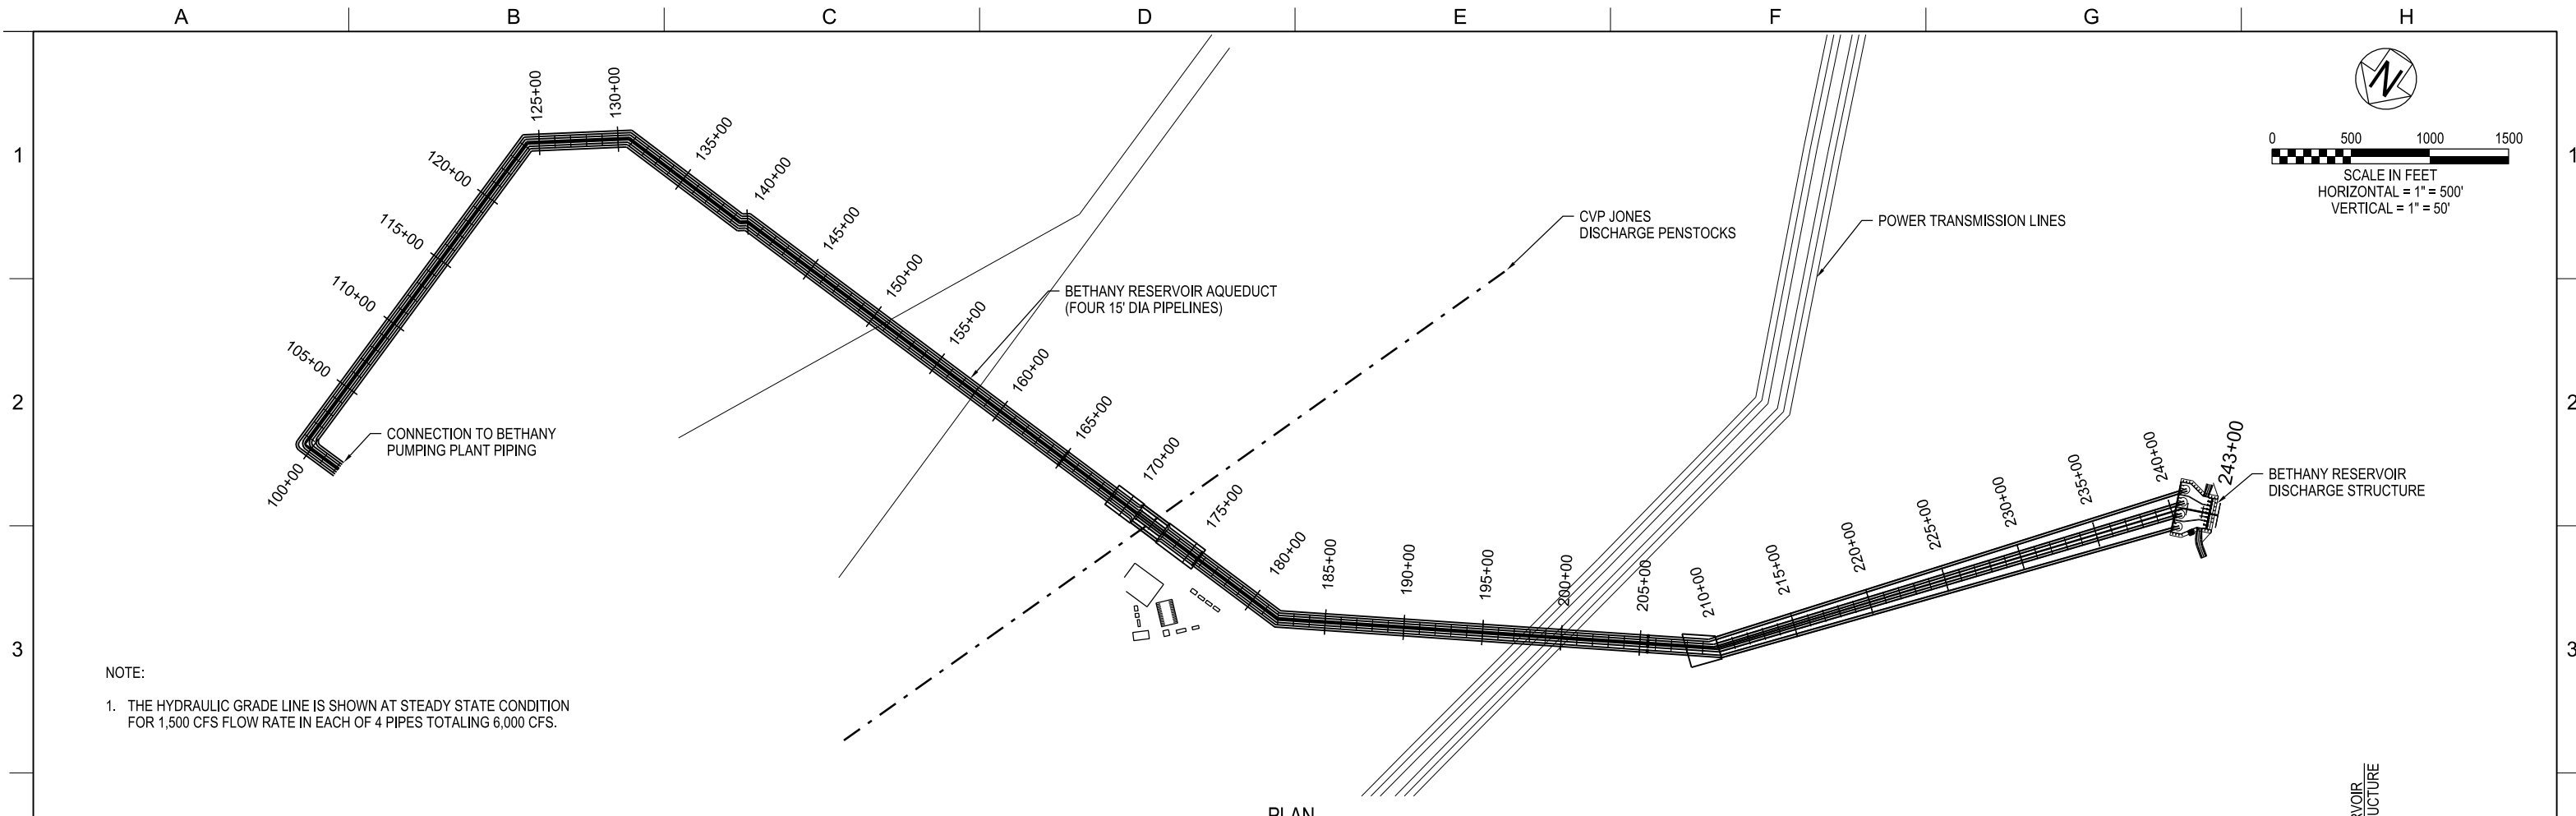 A B C D E F G H
1
1
2
2
3
3
N
0 500 1000 1500
SCALE IN FEET
HORIZONTAL = 1" = 500'
VERTICAL = 1" = 50'
100+00
105+00
110+00
115+00
120+00
125+00
130+00
135+00
140+00
145+00
150+00
155+00
160+00
165+00
170+00
175+00
180+00
185+00
190+00
195+00
200+00
205+00
210+00
215+00
220+00
225+00
230+00
235+00
240+00
243+00
CONNECTION TO BETHANY
PUMPING PLANT PIPING
BETHANY RESERVOIR AQUEDUCT
(FOUR 15' DIA PIPELINES)
CVP JONES
DISCHARGE PENSTOCKS
POWER TRANSMISSION LINES
BETHANY RESERVOIR
DISCHARGE STRUCTURE
NOTE:
1. THE HYDRAULIC GRADE LINE IS SHOWN AT STEADY STATE CONDITION
FOR 1,500 CFS FLOW RATE IN EACH OF 4 PIPES TOTALING 6,000 CFS.
PLAN